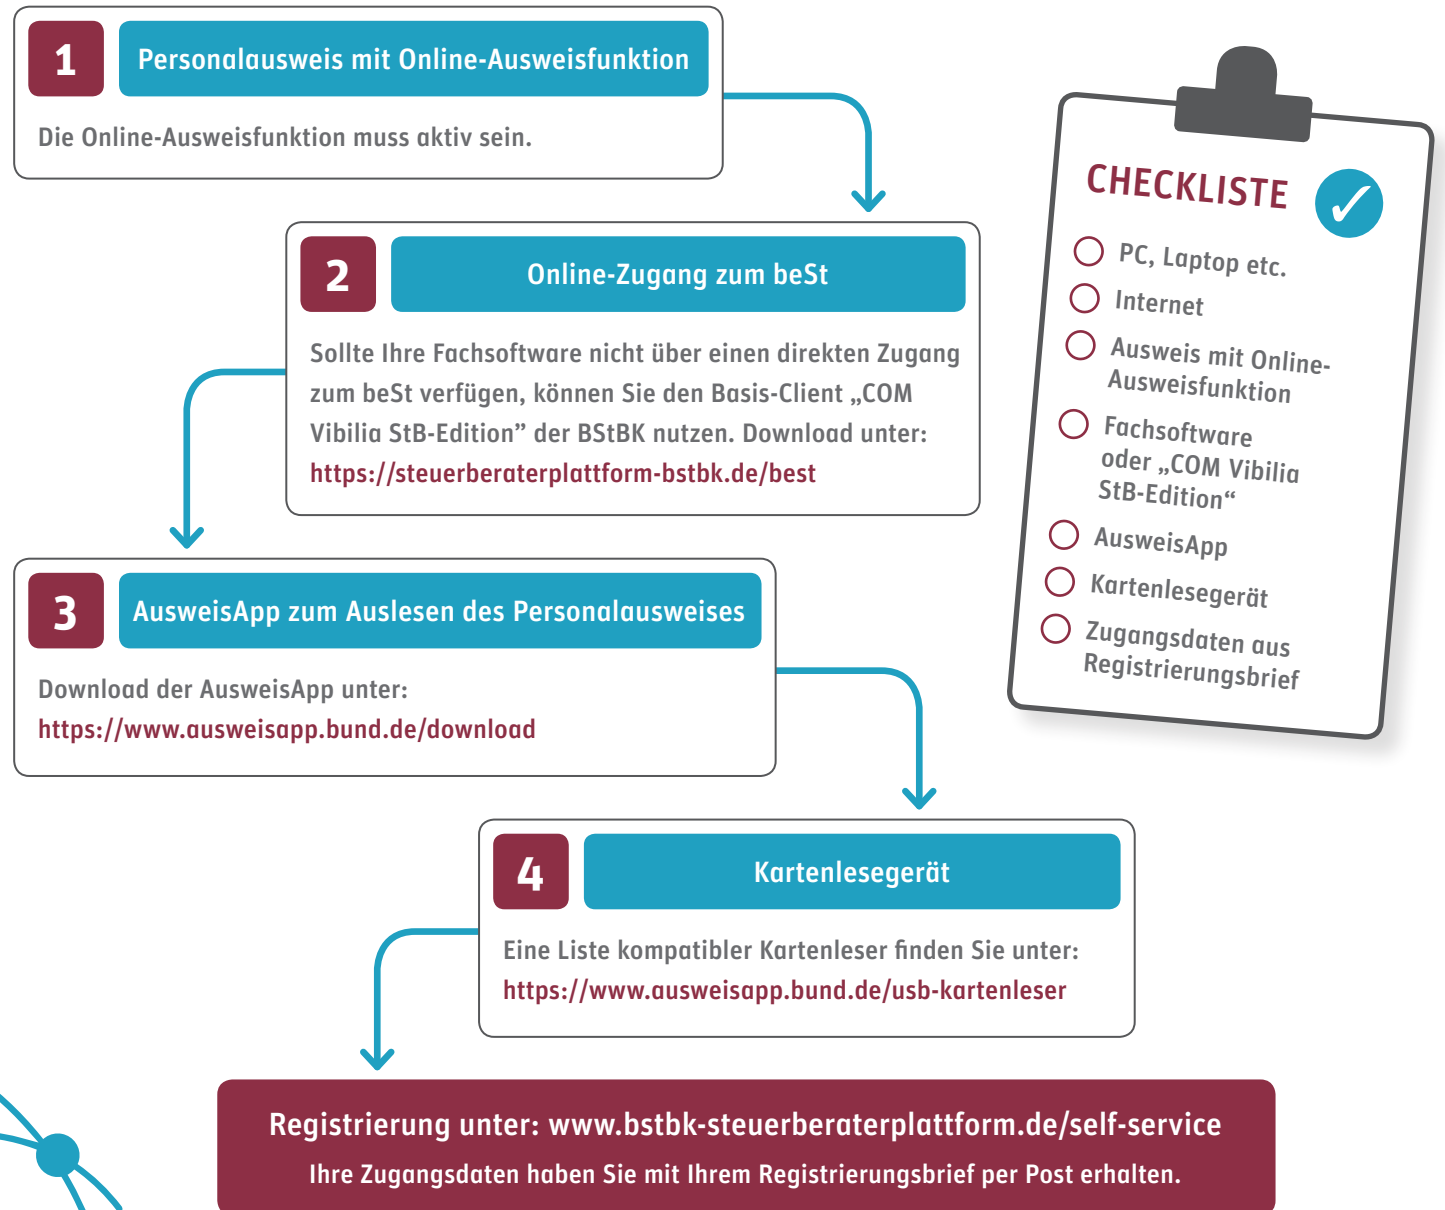 1
Personalausweis mit Online-Ausweisfunktion
Die Online-Ausweisfunktion muss aktiv sein.
2
Online-Zugang zum beSt
Sollte Ihre Fachsoftware nicht über einen direkten Zugang
zum beSt verfügen, können Sie den Basis-Client „COM
Vibilia StB-Edition” der BStBK nutzen. Download unter:
https://steuerberaterplattform-bstbk.de/best
3
AusweisApp zum Auslesen des Personalausweises
Download der AusweisApp unter:
https://www.ausweisapp.bund.de/download
4
Kartenlesegerät
Eine Liste kompatibler Kartenleser finden Sie unter:
https://www.ausweisapp.bund.de/usb-kartenleser
Registrierung unter: www.bstbk-steuerberaterplattform.de/self-service
Ihre Zugangsdaten haben Sie mit Ihrem Registrierungsbrief per Post erhalten.
CHECKLISTE
PC, Laptop etc.
Internet
Ausweis mit Online-
Ausweisfunktion
Fachsoftware
oder „COM Vibilia
StB-Edition“
AusweisApp
Kartenlesegerät
Zugangsdaten aus
Registrierungsbrief